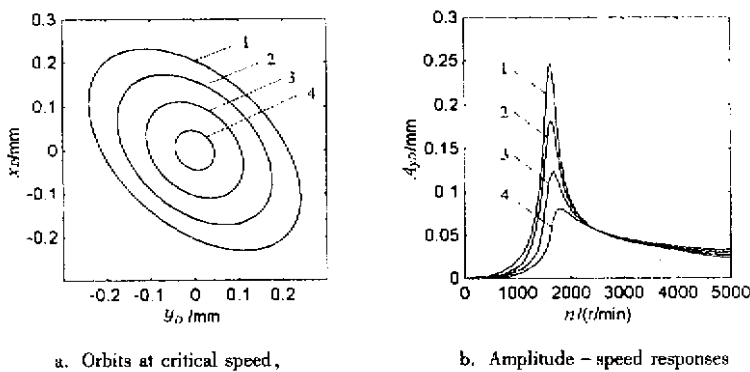 0.3
0.2
0.1
0
-0.1
-0.2
x_D/mm
1
2
3
4
-0.2 -0.1 0 0.1 0.2
y_D/mm
a. Orbits at critical speed,
0.3
0.25
0.2
0.15
0.1
0.05
0
A_yD/mm
1
2
3
4
0 1000 2000 3000 4000 5000
n/(r/min)
b. Amplitude - speed responses